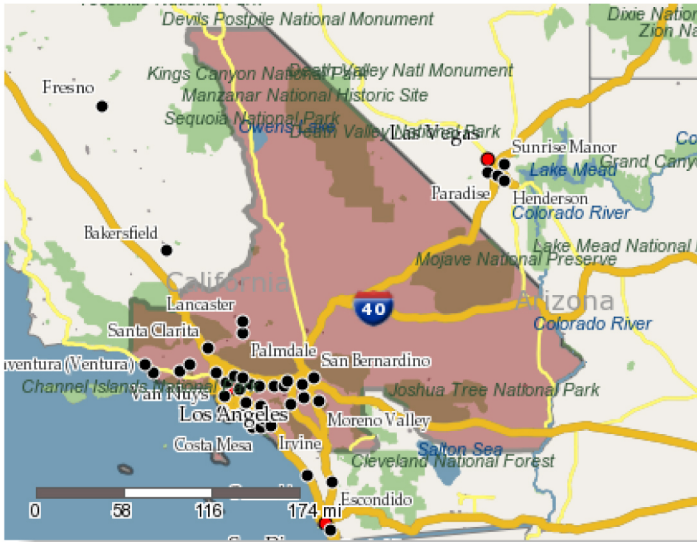 Devils Postpile National Monument
Dixie Nation
Zion Na
Kings Canyon National Park
Death Valley Natl Monument
Fresno
Manzanar National Historic Site
Sequoia National Park
Owens Lake
Death Valley National Park
Las Vegas
Sunrise Manor
Grand Cany
Lake Mead
Paradise
Henderson
Colorado River
Bakersfield
Lake Mead National
Mojave National Preserve
California
Arizona
Lancaster
40
Colorado River
Santa Clarita
Palmdale
San Bernardino
aventura (Ventura)
Channel Islands National
Joshua Tree National Park
Van Nuys
Los Angeles
Moreno Valley
Costa Mesa
Irvine
Salton Sea
Cleveland National Forest
Escondido
0 58 116 174 mi